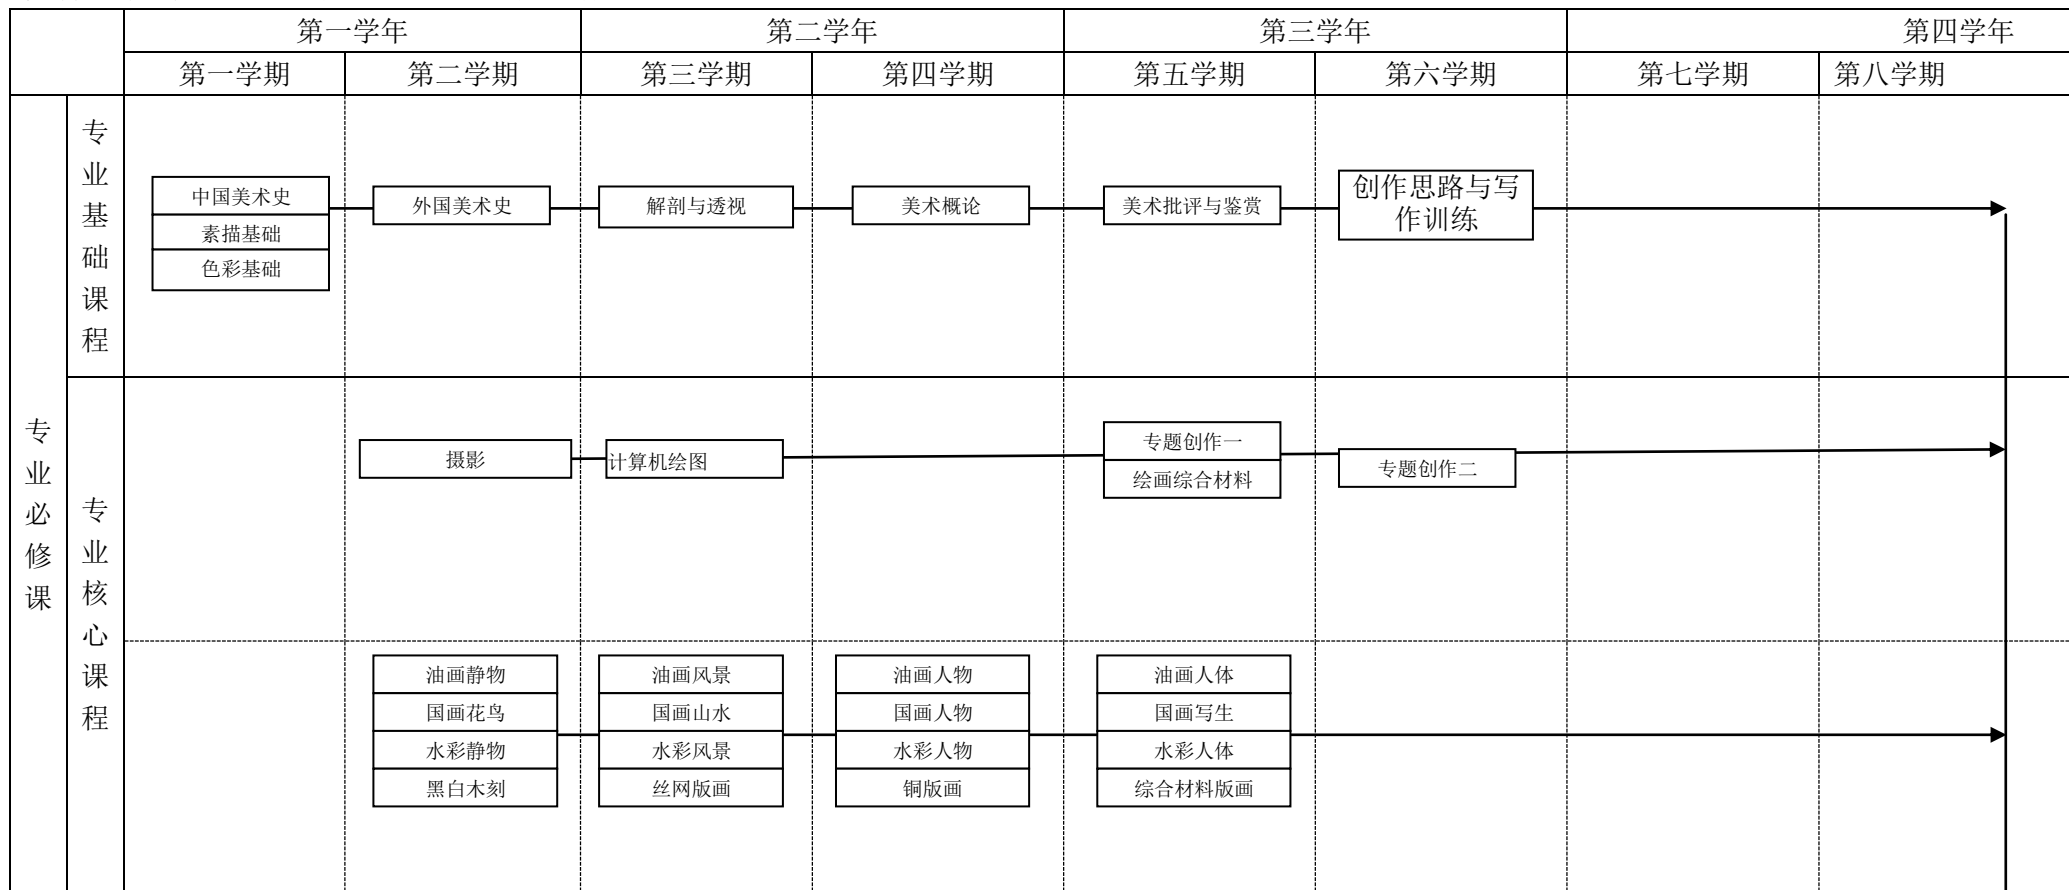 第一学年
第二学年
第三学年
第四学年
第一学期
第二学期
第三学期
第四学期
第五学期
第六学期
第七学期
第八学期
专业必修课
专业基础课程
中国美术史
素描基础
色彩基础
外国美术史
解剖与透视
美术概论
美术批评与鉴赏
创作思路与写
作训练
专业核心课程
摄影
计算机绘图
专题创作一
绘画综合材料
专题创作二
油画静物
国画花鸟
水彩静物
黑白木刻
油画风景
国画山水
水彩风景
丝网版画
油画人物
国画人物
水彩人物
铜版画
油画人体
国画写生
水彩人体
综合材料版画